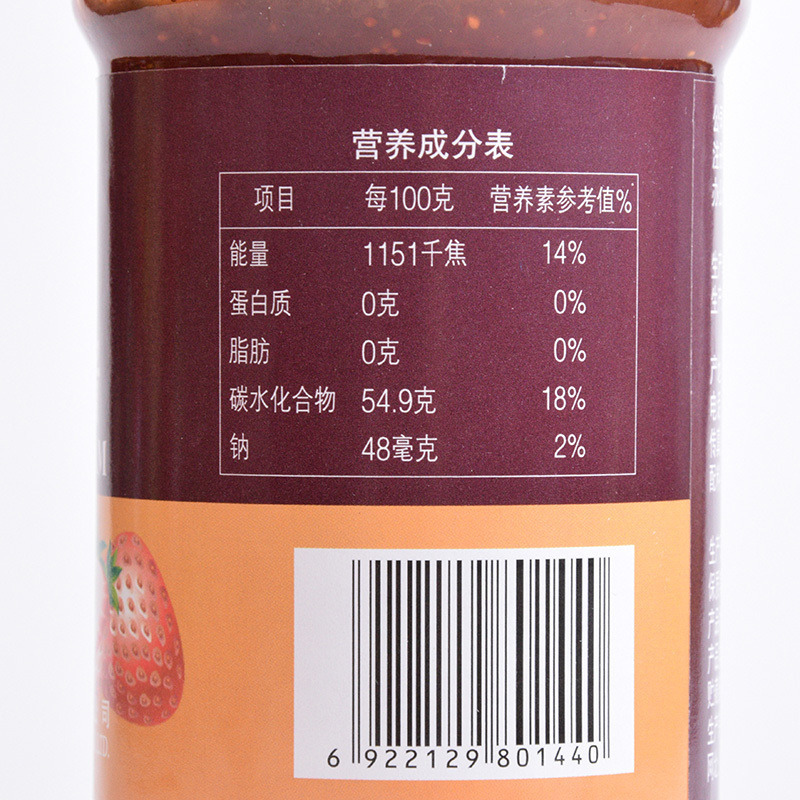 营养成分表
项目 每100克 营养素参考值%
能量 1151千焦 14%
蛋白质 0克 0%
脂肪 0克 0%
碳水化合物 54.9克 18%
钠 48毫克 2%
M
司
TD.
6 922129 801440